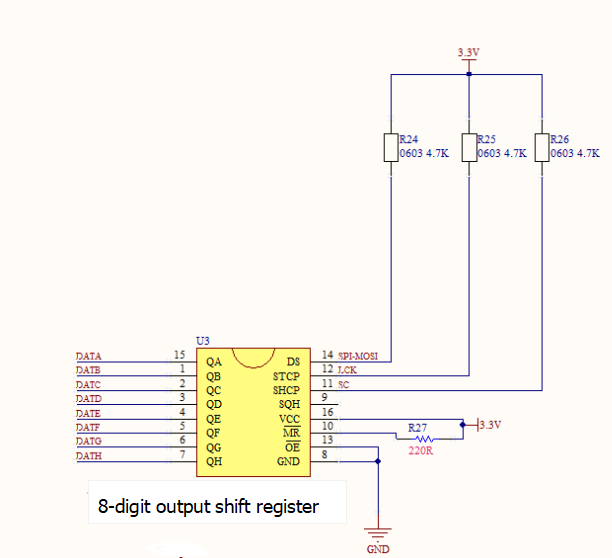 3.3V
R24
0603 4.7K
R25
0603 4.7K
R26
0603 4.7K
U3
DATA 15 QA DS 14 SPI-MOSI
DATB 1 QB STCP 12 LCK
DATC 2 QC SHCP 11 SC
DATD 3 QD SQH 9
DATE 4 QE VCC 16
DATF 5 QF MR 10
DATG 6 QG OE 13
DATH 7 QH GND 8
R27
220R
3.3V
8-digit output shift register
GND